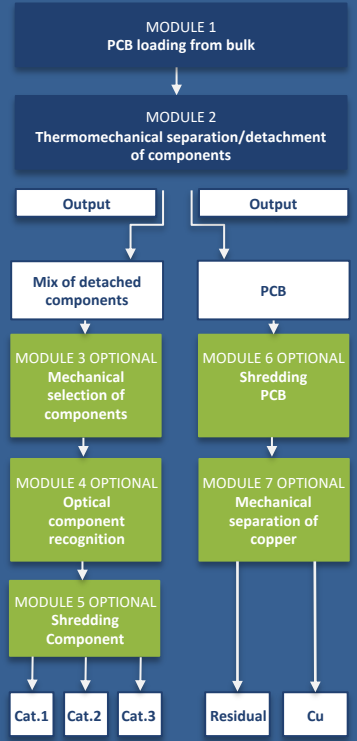 MODULE 1
PCB loading from bulk
MODULE 2
Thermomechanical separation/detachment
of components
Output
Output
Mix of detached
components
PCB
MODULE 3 OPTIONAL
Mechanical
selection of
components
MODULE 6 OPTIONAL
Shredding
PCB
MODULE 4 OPTIONAL
Optical
component
recognition
MODULE 7 OPTIONAL
Mechanical
separation of
copper
MODULE 5 OPTIONAL
Shredding
Component
Cat.1
Cat.2
Cat.3
Residual
Cu